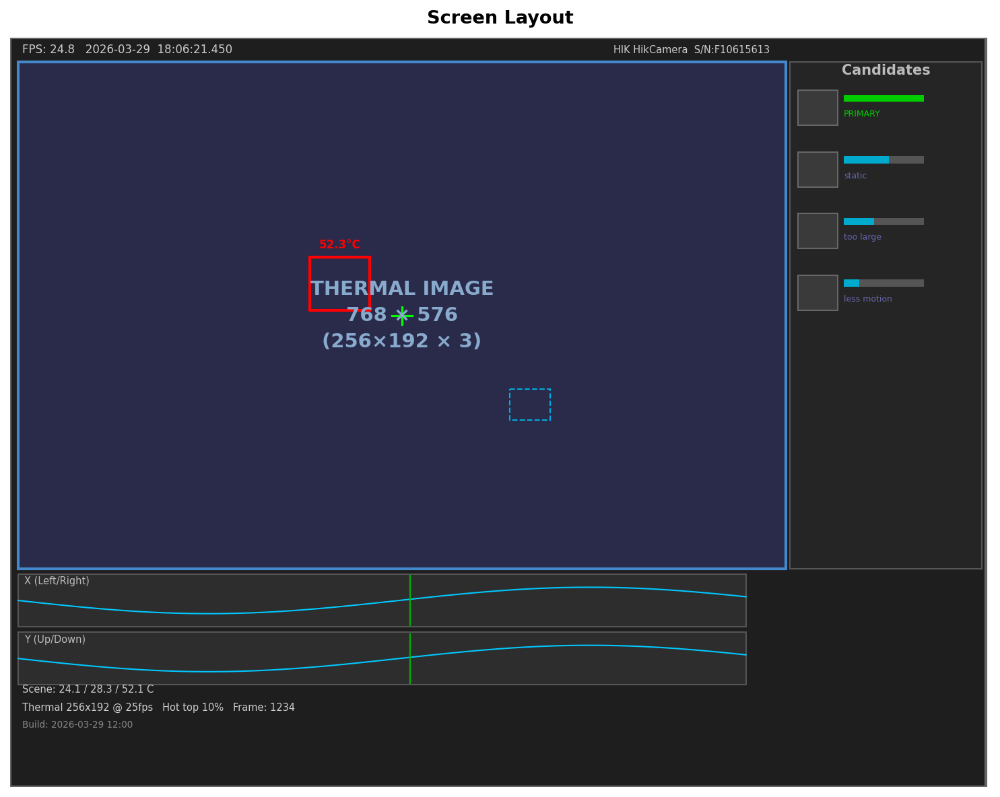 Screen Layout
FPS: 24.8   2026-03-29  18:06:21.450
HIK HikCamera  S/N:F10615613
Candidates
PRIMARY
static
too large
less motion
52.3°C
THERMAL IMAGE
768 × 576
(256×192 × 3)
X (Left/Right)
Y (Up/Down)
Scene: 24.1 / 28.3 / 52.1 C
Thermal 256x192 @ 25fps   Hot top 10%   Frame: 1234
Build: 2026-03-29 12:00